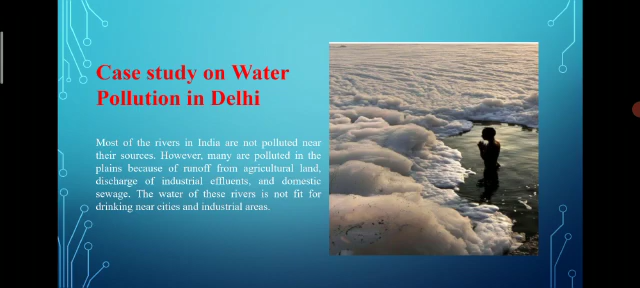 Case study on Water
Pollution in Delhi
Most of the rivers in India are not polluted near
their sources. However, many are polluted in the
plains because of runoff from agricultural land,
discharge of industrial effluents, and domestic
sewage. The water of these rivers is not fit for
drinking near cities and industrial areas.